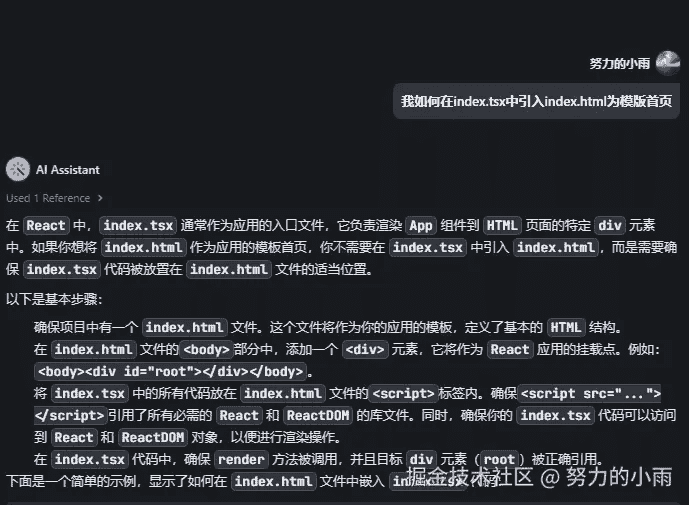 努力的小雨
我如何在index.tsx中引入index.html为模版首页
AI Assistant
Used 1 Reference >
在 React 中，index.tsx 通常作为应用的入口文件，它负责渲染 App 组件到 HTML 页面的特定 div 元素
中。如果你想将 index.html 作为应用的模板首页，你不需要在 index.tsx 中引入 index.html，而是需要确
保 index.tsx 代码被放置在 index.html 文件的适当位置。
以下是基本步骤：
确保项目中有一个 index.html 文件。这个文件将作为你的应用的模板，定义了基本的 HTML 结构。
在 index.html 文件的<body>部分中，添加一个 <div> 元素，它将作为 React 应用的挂载点。例如：
<body><div id="root"></div></body>。
将 index.tsx 中的所有代码放在 index.html 文件的<script>标签内。确保<script src="...">
</script>引用了所有必需的 React 和 ReactDOM 的库文件。同时，确保你的 index.tsx 代码可以访问
到 React 和 ReactDOM 对象，以便进行渲染操作。
在 index.tsx 代码中，确保 render 方法被调用，并且目标 div 元素（root）被正确引用。
下面是一个简单的示例，显示了如何在 index.html 文件中嵌入 index.tsx 代码：
掘金技术社区 @ 努力的小雨